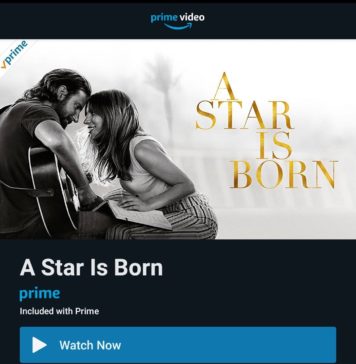 prime video
prime
A
STAR
IS
BORN
A Star Is Born
prime
Included with Prime
Watch Now